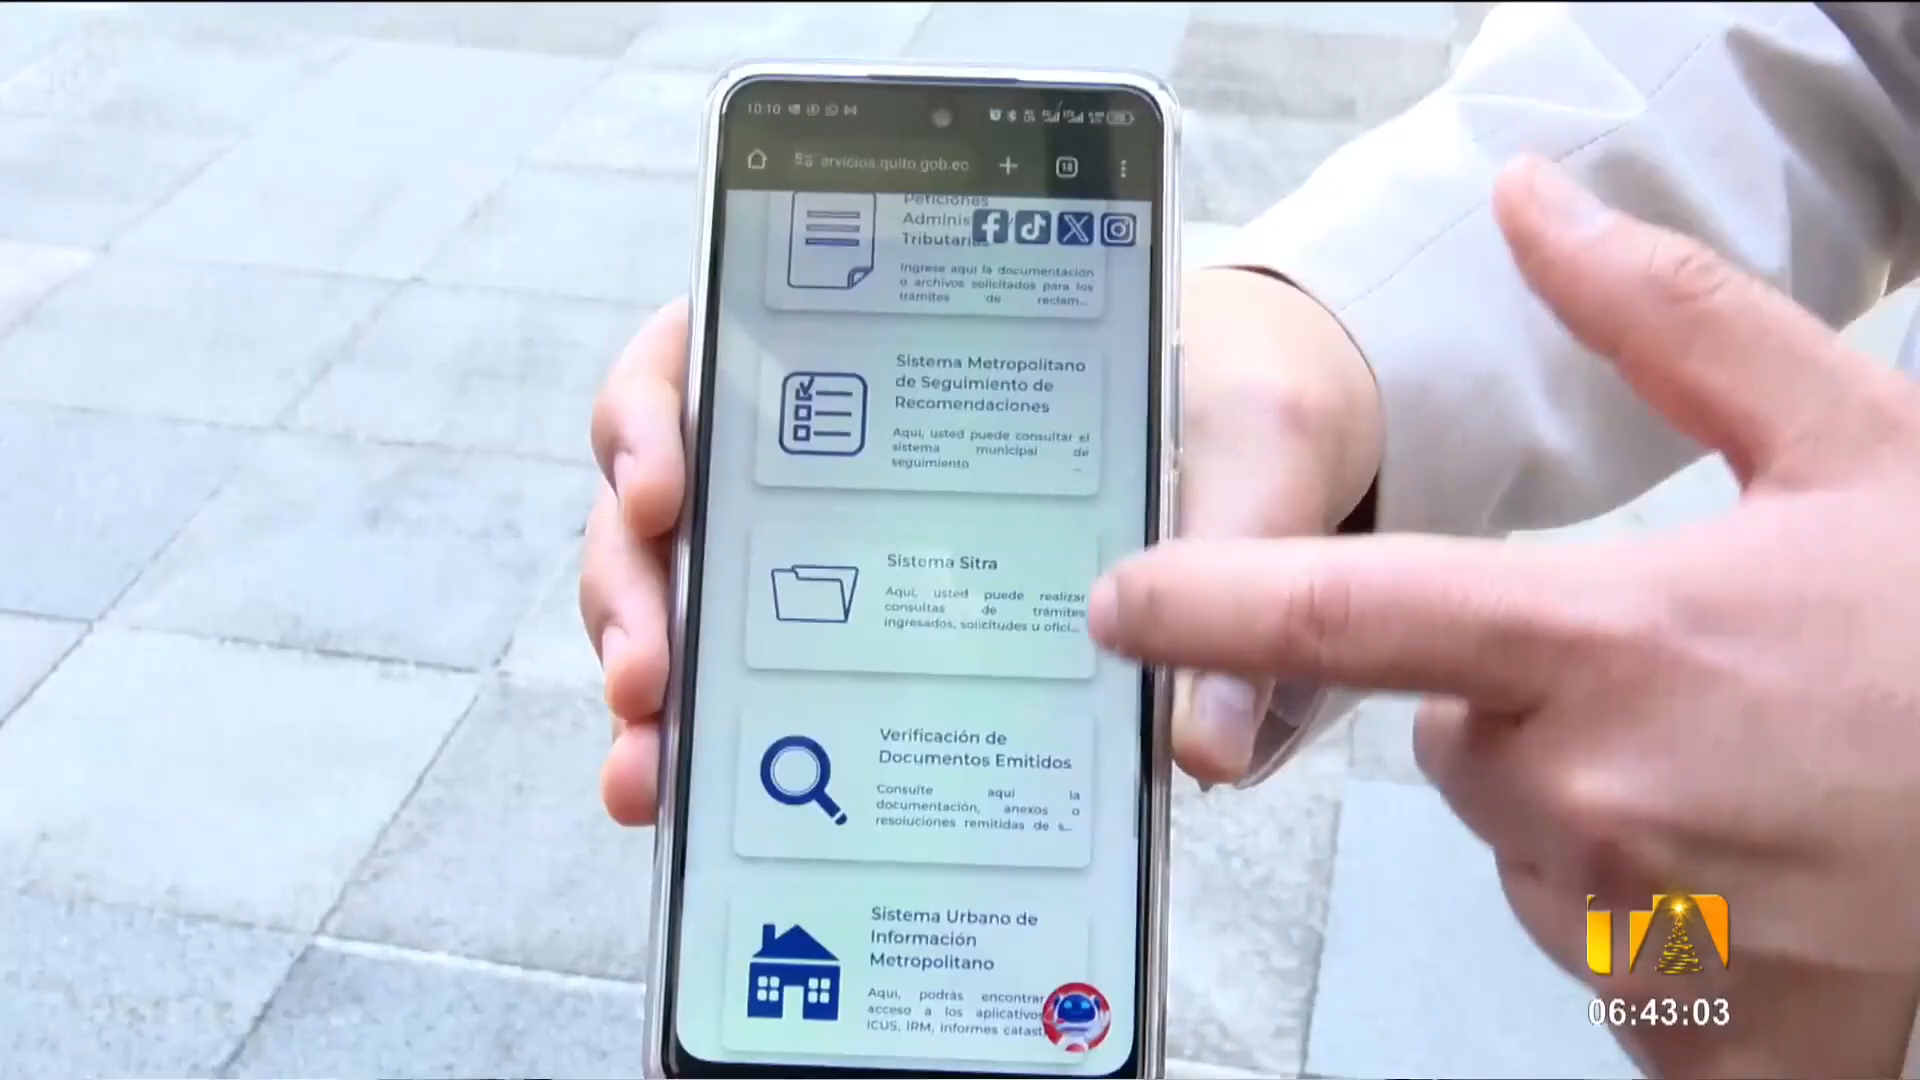 10:10
ervicios.quito.gob.ec
18
Peticiones
Adminis
Tributarias
Ingrese aquí la documentación
o archivos solicitados para los
trámites de reclam...
Sistema Metropolitano
de Seguimiento de
Recomendaciones
Aquí, usted puede consultar el
sistema municipal de
seguimiento ...
Sistema Sitra
Aquí, usted puede realizar
consultas de trámites
ingresados, solicitudes u ofici...
Verificación de
Documentos Emitidos
Consulte aquí la
documentación, anexos o
resoluciones remitidas de s...
Sistema Urbano de
Información
Metropolitano
Aquí, podrás encontrar
acceso a los aplicativos
ICUS, IRM, informes catast
06:43:03